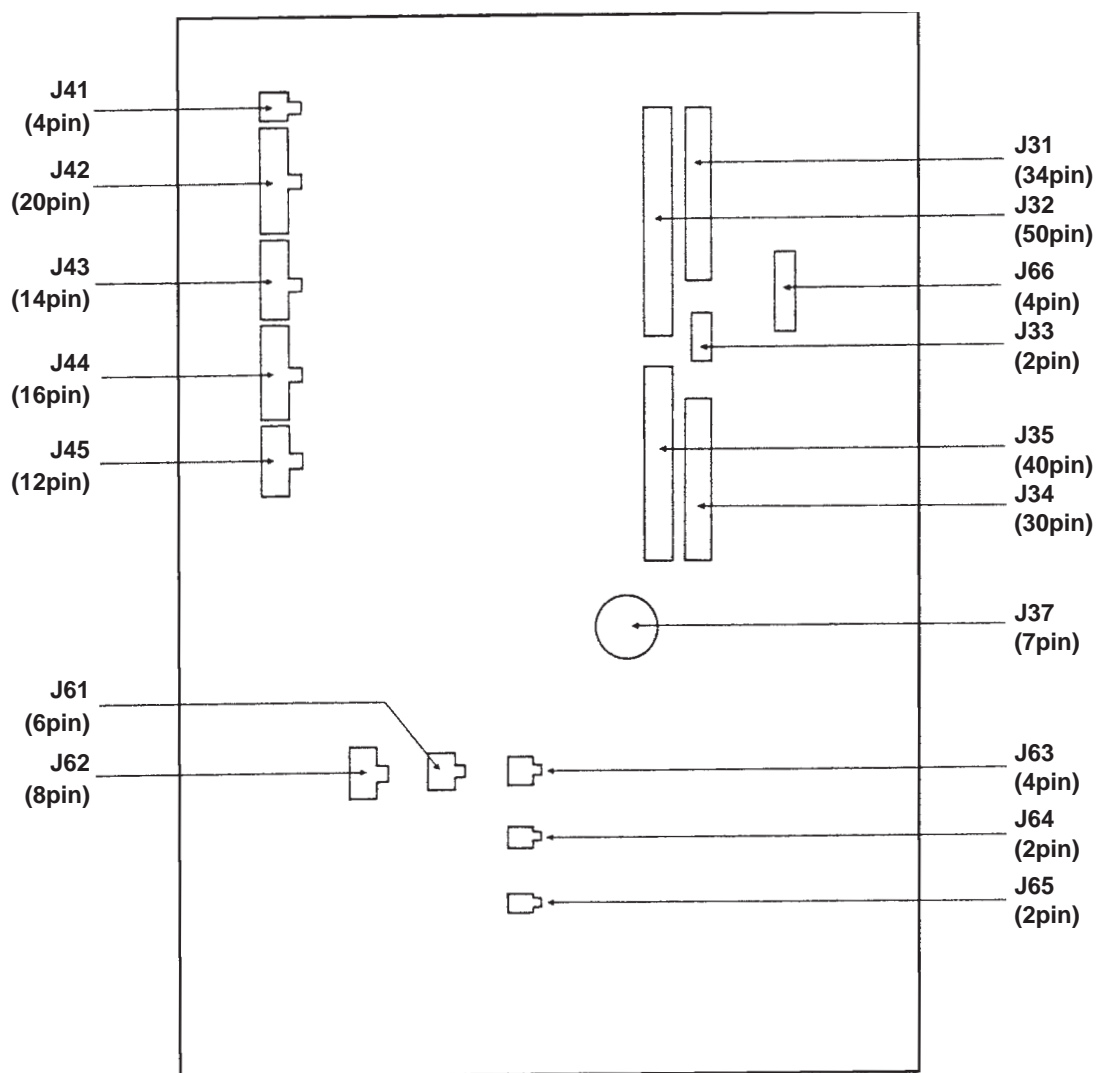 J41
(4pin)
J42
(20pin)
J43
(14pin)
J44
(16pin)
J45
(12pin)
J61
(6pin)
J62
(8pin)
J31
(34pin)
J32
(50pin)
J66
(4pin)
J33
(2pin)
J35
(40pin)
J34
(30pin)
J37
(7pin)
J63
(4pin)
J64
(2pin)
J65
(2pin)